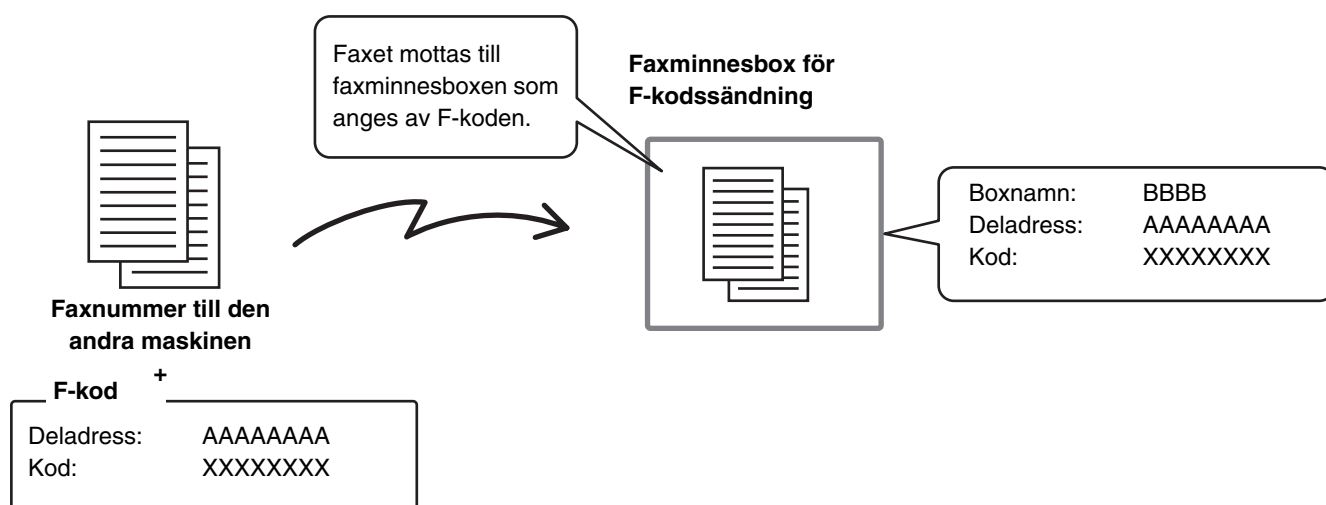 Faxet mottas till
faxminnesboxen som
anges av F-koden.
Faxminnesbox för
F-kodssändning
Boxnamn: BBBB
Deladress: AAAAAAAA
Kod: XXXXXXXX
Faxnummer till den
andra maskinen
+
F-kod
Deladress: AAAAAAAA
Kod: XXXXXXXX